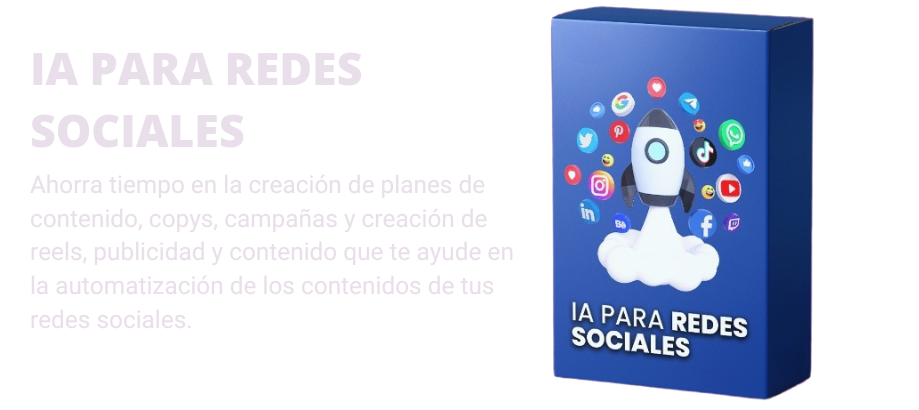 IA PARA REDES
SOCIALES
Ahorra tiempo en la creación de planes de
contenido, copys, campañas y creación de
reels, publicidad y contenido que te ayude en
la automatización de los contenidos de tus
redes sociales.
IA PARA REDES
SOCIALES